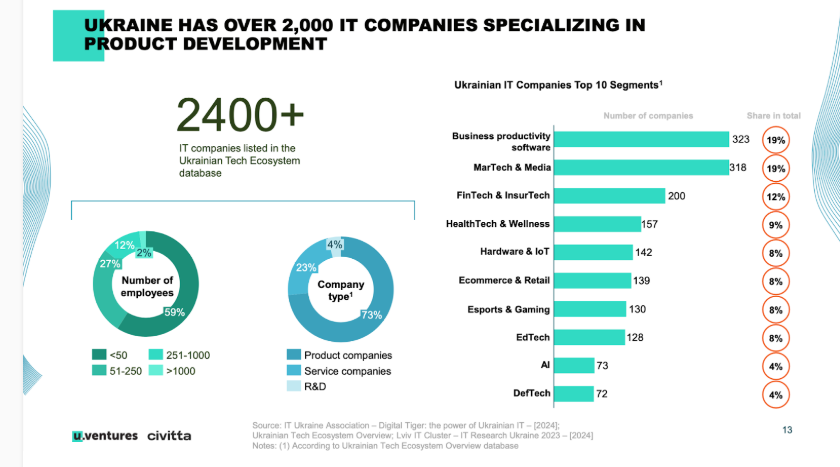 UKRAINE HAS OVER 2,000 IT COMPANIES SPECIALIZING IN
PRODUCT DEVELOPMENT
2400+
IT companies listed in the
Ukrainian Tech Ecosystem
database
12%
2%
27%
59%
Number of
employees
<50
251-1000
51-250
>1000
4%
23%
73%
Company
type¹
Product companies
Service companies
R&D
Ukrainian IT Companies Top 10 Segments¹
Number of companies
Share in total
Business productivity
software
323
19%
MarTech & Media
318
19%
FinTech & InsurTech
200
12%
HealthTech & Wellness
157
9%
Hardware & IoT
142
8%
Ecommerce & Retail
139
8%
Esports & Gaming
130
8%
EdTech
128
8%
AI
73
4%
DefTech
72
4%
u.ventures
civitta
Source: IT Ukraine Association – Digital Tiger: the power of Ukrainian IT – [2024];
Ukrainian Tech Ecosystem Overview; Lviv IT Cluster – IT Research Ukraine 2023 – [2024]
Notes: (1) According to Ukrainian Tech Ecosystem Overview database
13